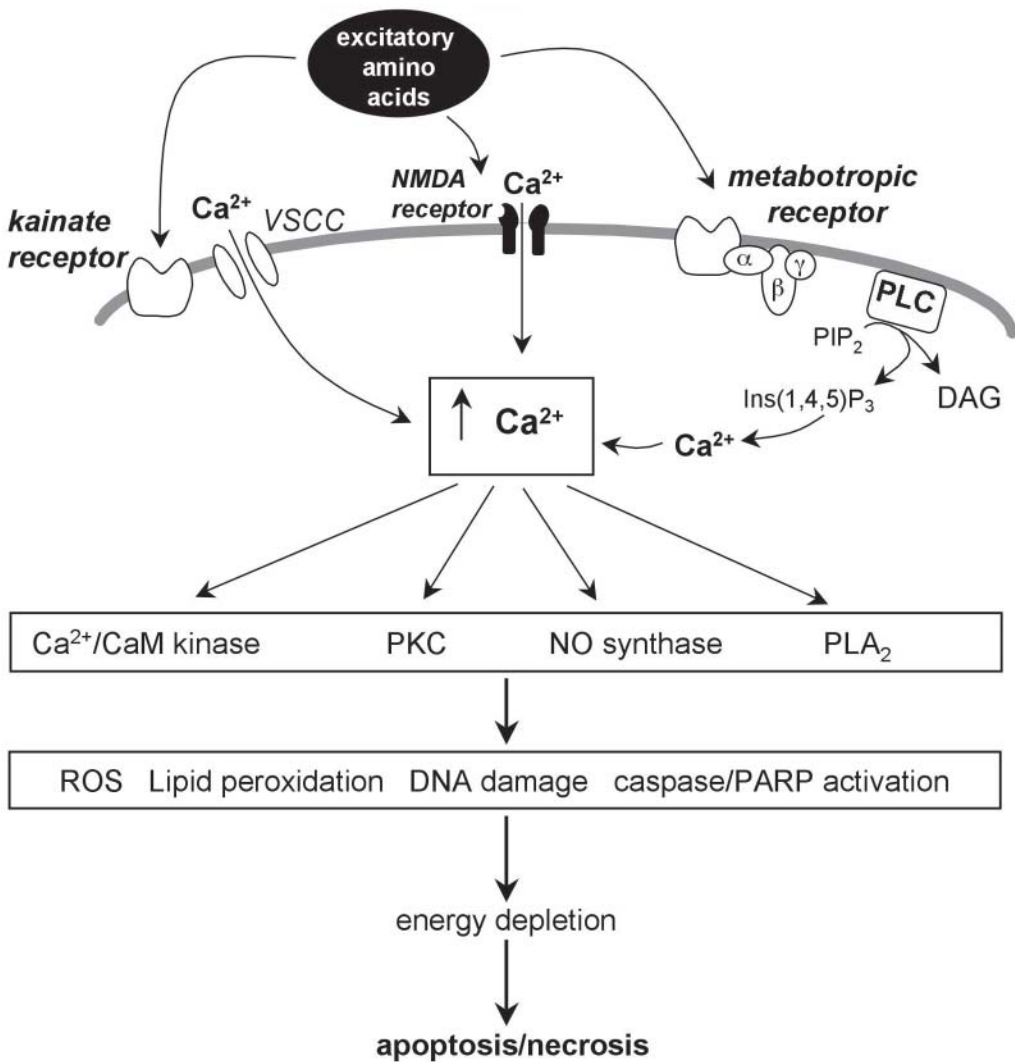 excitatory
amino
acids
NMDA
receptor
Ca²⁺
metabotropic
receptor
Ca²⁺
VSCC
kainate
receptor
α
β
γ
PLC
PIP₂
Ins(1,4,5)P₃
DAG
Ca²⁺
Ca²⁺
Ca²⁺/CaM kinase PKC NO synthase PLA₂
ROS Lipid peroxidation DNA damage caspase/PARP activation
energy depletion
apoptosis/necrosis